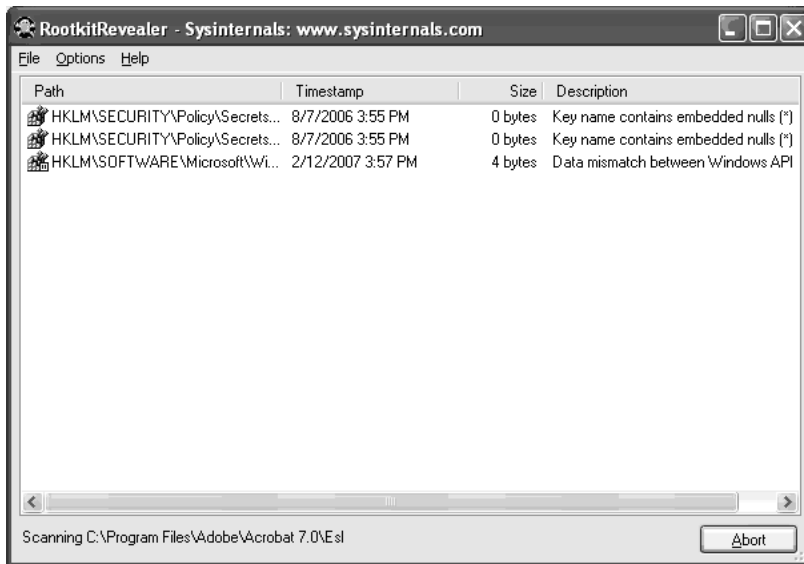 RootkitRevealer - Sysinternals: www.sysinternals.com
File Options Help
Path Timestamp Size Description
HKLM\SECURITY\Policy\Secrets... 8/7/2006 3:55 PM 0 bytes Key name contains embedded nulls (*)
HKLM\SECURITY\Policy\Secrets... 8/7/2006 3:55 PM 0 bytes Key name contains embedded nulls (*)
HKLM\SOFTWARE\Microsoft\Wi... 2/12/2007 3:57 PM 4 bytes Data mismatch between Windows API
Scanning C:\Program Files\Adobe\Acrobat 7.0\Esl
Abort